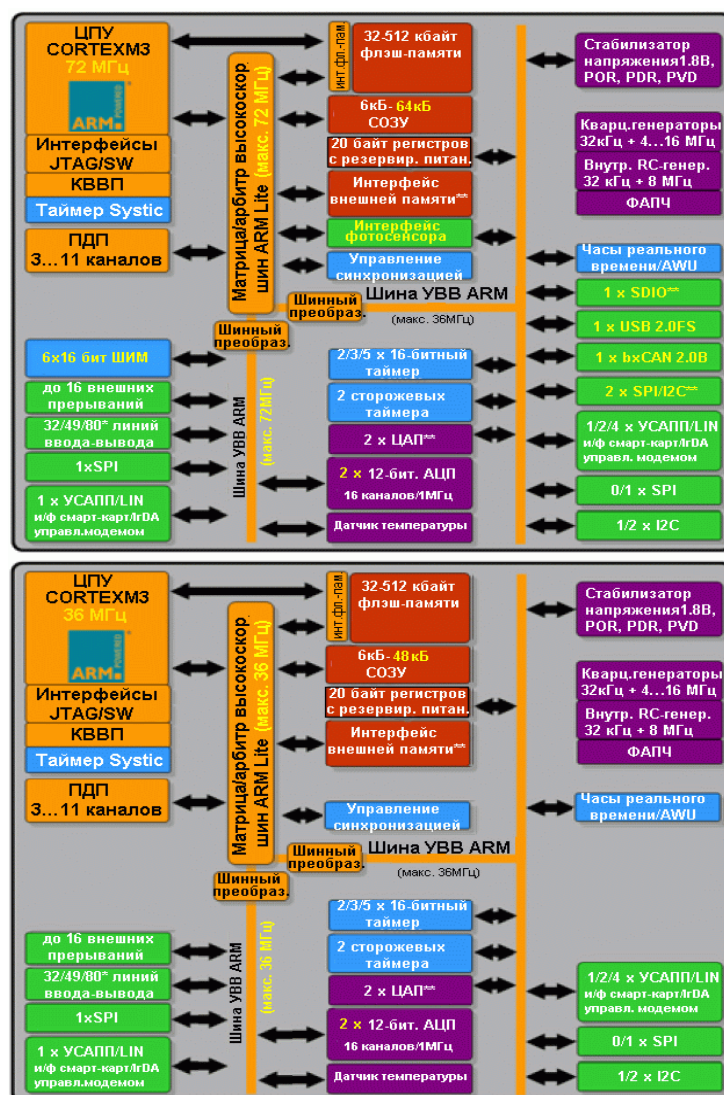 ЦПУ
CORTEXM3
72 МГц
ARM POWERED
Интерфейсы
JTAG/SW
КВВП
Таймер Systic
ПДП
3...11 каналов
Матрица/арбитр высокоскор.
шин ARM Lite (макс. 72 МГц)
инт.фл.-пам.
32-512 кбайт
флэш-памяти
6кБ-64кБ
СОЗУ
20 байт регистров
с резервир. питан.
Интерфейс
внешней памяти**
Интерфейс
фотосенсора
Управление
синхронизацией
Шинный
преобраз.
Шина УВВ ARM
(макс. 36МГц)
Шинный
преобраз.
Стабилизатор
напряжения1.8В,
POR, PDR, PVD
Кварц.генераторы
32кГц + 4...16 МГц
Внутр. RC-генер.
32 кГц + 8 МГц
ФАПЧ
Часы реального
времени/AWU
1 x SDIO**
1 x USB 2.0FS
1 x bxCAN 2.0B
2 x SPI/I2C**
1/2/4 x УСАПП/LIN
и/ф смарт-карт/IrDA
управл. модемом
0/1 x SPI
1/2 x I2C
6x16 бит ШИМ
до 16 внешних
прерываний
32/49/80* линий
ввода-вывода
1xSPI
1 x УСАПП/LIN
и/ф смарт-карт/IrDA
управл.модемом
Шина УВВ ARM
(макс. 72МГц)
2/3/5 x 16-битный
таймер
2 сторожевых
таймера
2 x ЦАП**
2 x 12-бит. АЦП
16 каналов/1МГц
Датчик температуры
ЦПУ
CORTEXM3
36 МГц
ARM POWERED
Интерфейсы
JTAG/SW
КВВП
Таймер Systic
ПДП
3...11 каналов
Матрица/арбитр высокоскор.
шин ARM Lite (макс. 36 МГц)
инт.фл.-пам.
32-512 кбайт
флэш-памяти
6кБ-48кБ
СОЗУ
20 байт регистров
с резервир. питан.
Интерфейс
внешней памяти**
Управление
синхронизацией
Шинный
преобраз.
Шина УВВ ARM
(макс. 36МГц)
Шинный
преобраз.
Стабилизатор
напряжения1.8В,
POR, PDR, PVD
Кварц.генераторы
32кГц + 4...16 МГц
Внутр. RC-генер.
32 кГц + 8 МГц
ФАПЧ
Часы реального
времени/AWU
до 16 внешних
прерываний
32/49/80* линий
ввода-вывода
1xSPI
1 x УСАПП/LIN
и/ф смарт-карт/IrDA
управл.модемом
Шина УВВ ARM
(макс. 36 МГц)
2/3/5 x 16-битный
таймер
2 сторожевых
таймера
2 x ЦАП**
2 x 12-бит. АЦП
16 каналов/1МГц
Датчик температуры
1/2/4 x УСАПП/LIN
и/ф смарт-карт/IrDA
управл. модемом
0/1 x SPI
1/2 x I2C